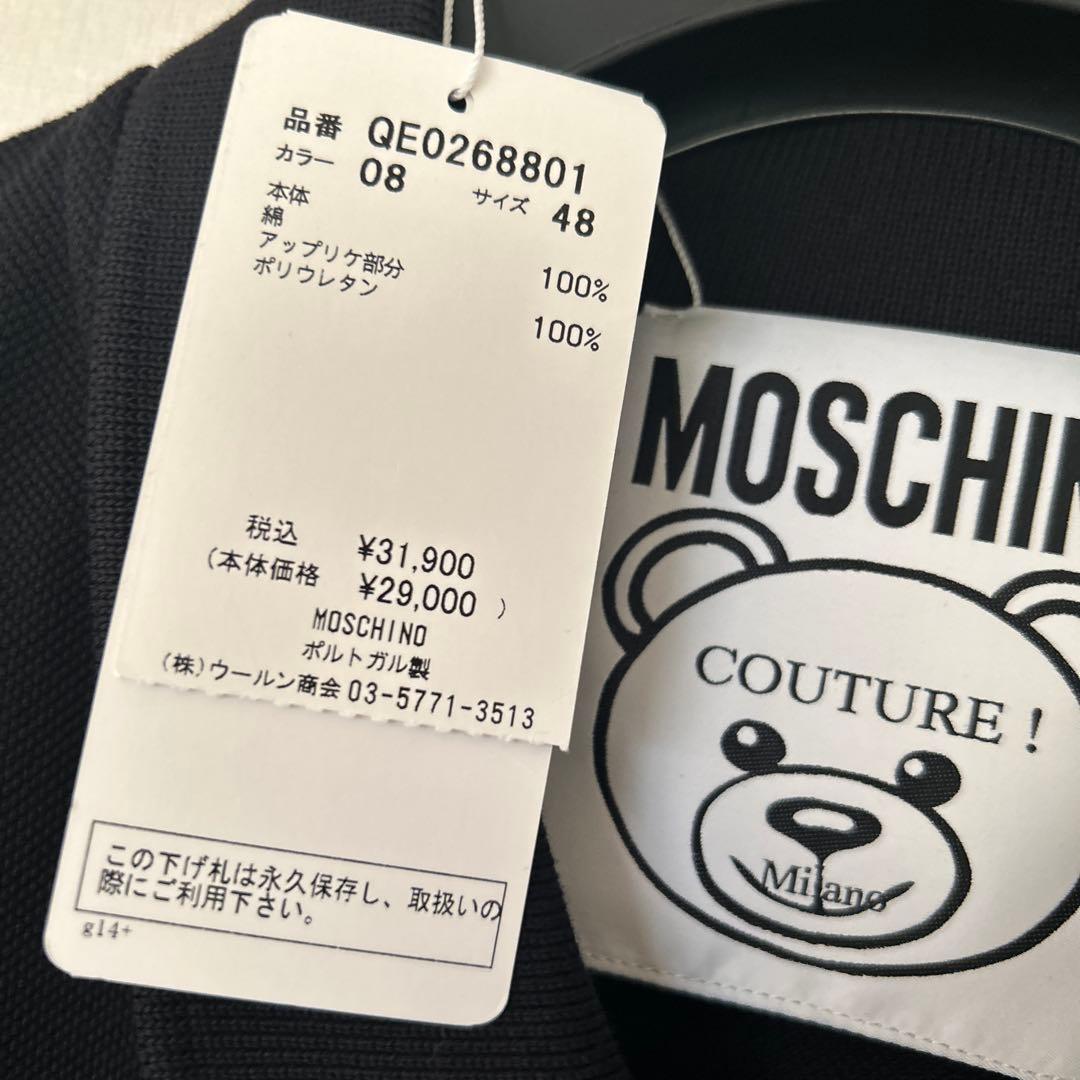 品番 QE0268801
カラー 08 サイズ 48
本体
綿 100%
アップリケ部分
ポリウレタン 100%
税込 ¥31,900
(本体価格 ¥29,000 )
MOSCHINO
ポルトガル製
(株)ウールン商会 03-5771-3513
この下げ札は永久保存し、取扱いの
際にご利用下さい。
g14+
MOSCHIN
COUTURE !
Milano